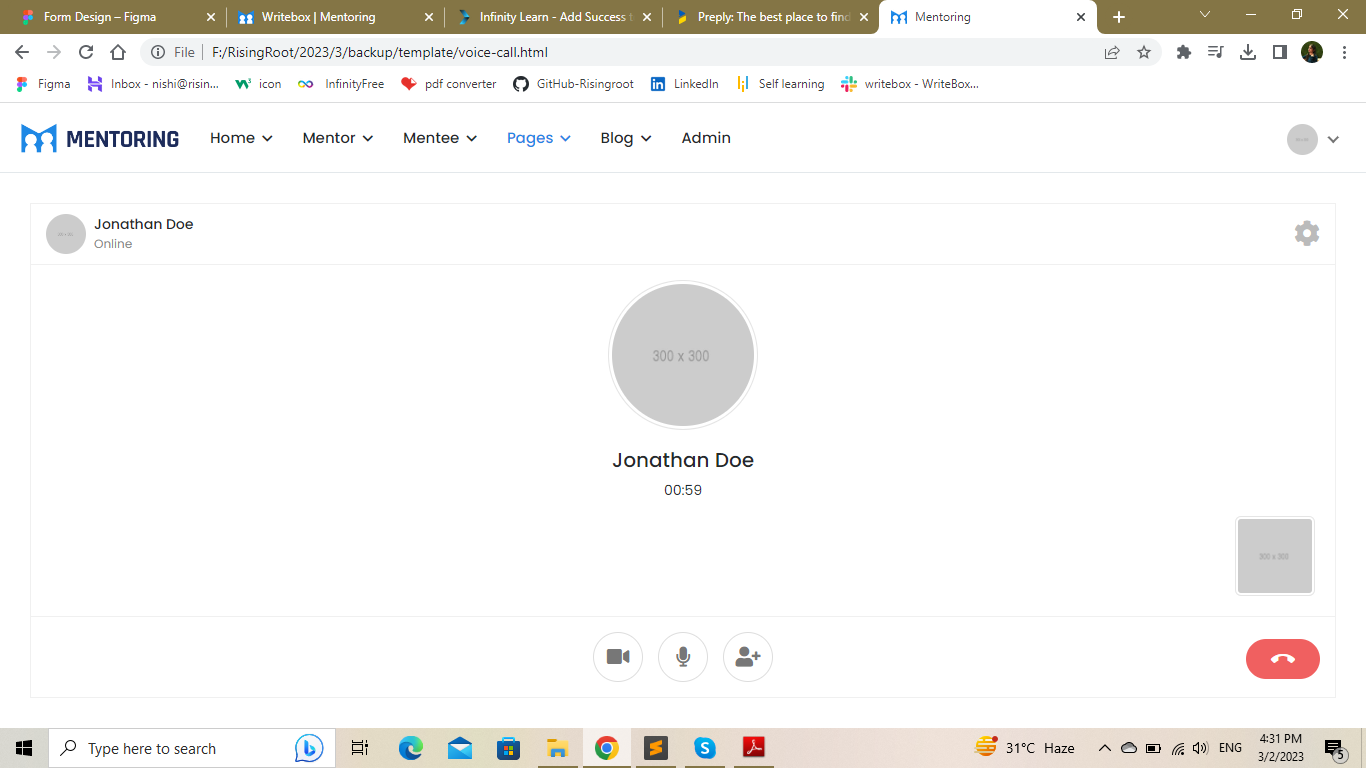 Form Design – Figma
Writebox | Mentoring
Infinity Learn - Add Success t
Preply: The best place to find
Mentoring
File
F:/RisingRoot/2023/3/backup/template/voice-call.html
Figma
Inbox - nishi@risin...
icon
InfinityFree
pdf converter
GitHub-Risingroot
LinkedIn
Self learning
writebox - WriteBox...
MENTORING
Home
Mentor
Mentee
Pages
Blog
Admin
Jonathan Doe
Online
300 x 300
Jonathan Doe
00:59
300 x 300
Type here to search
31°C Haze
ENG
4:31 PM
3/2/2023
5